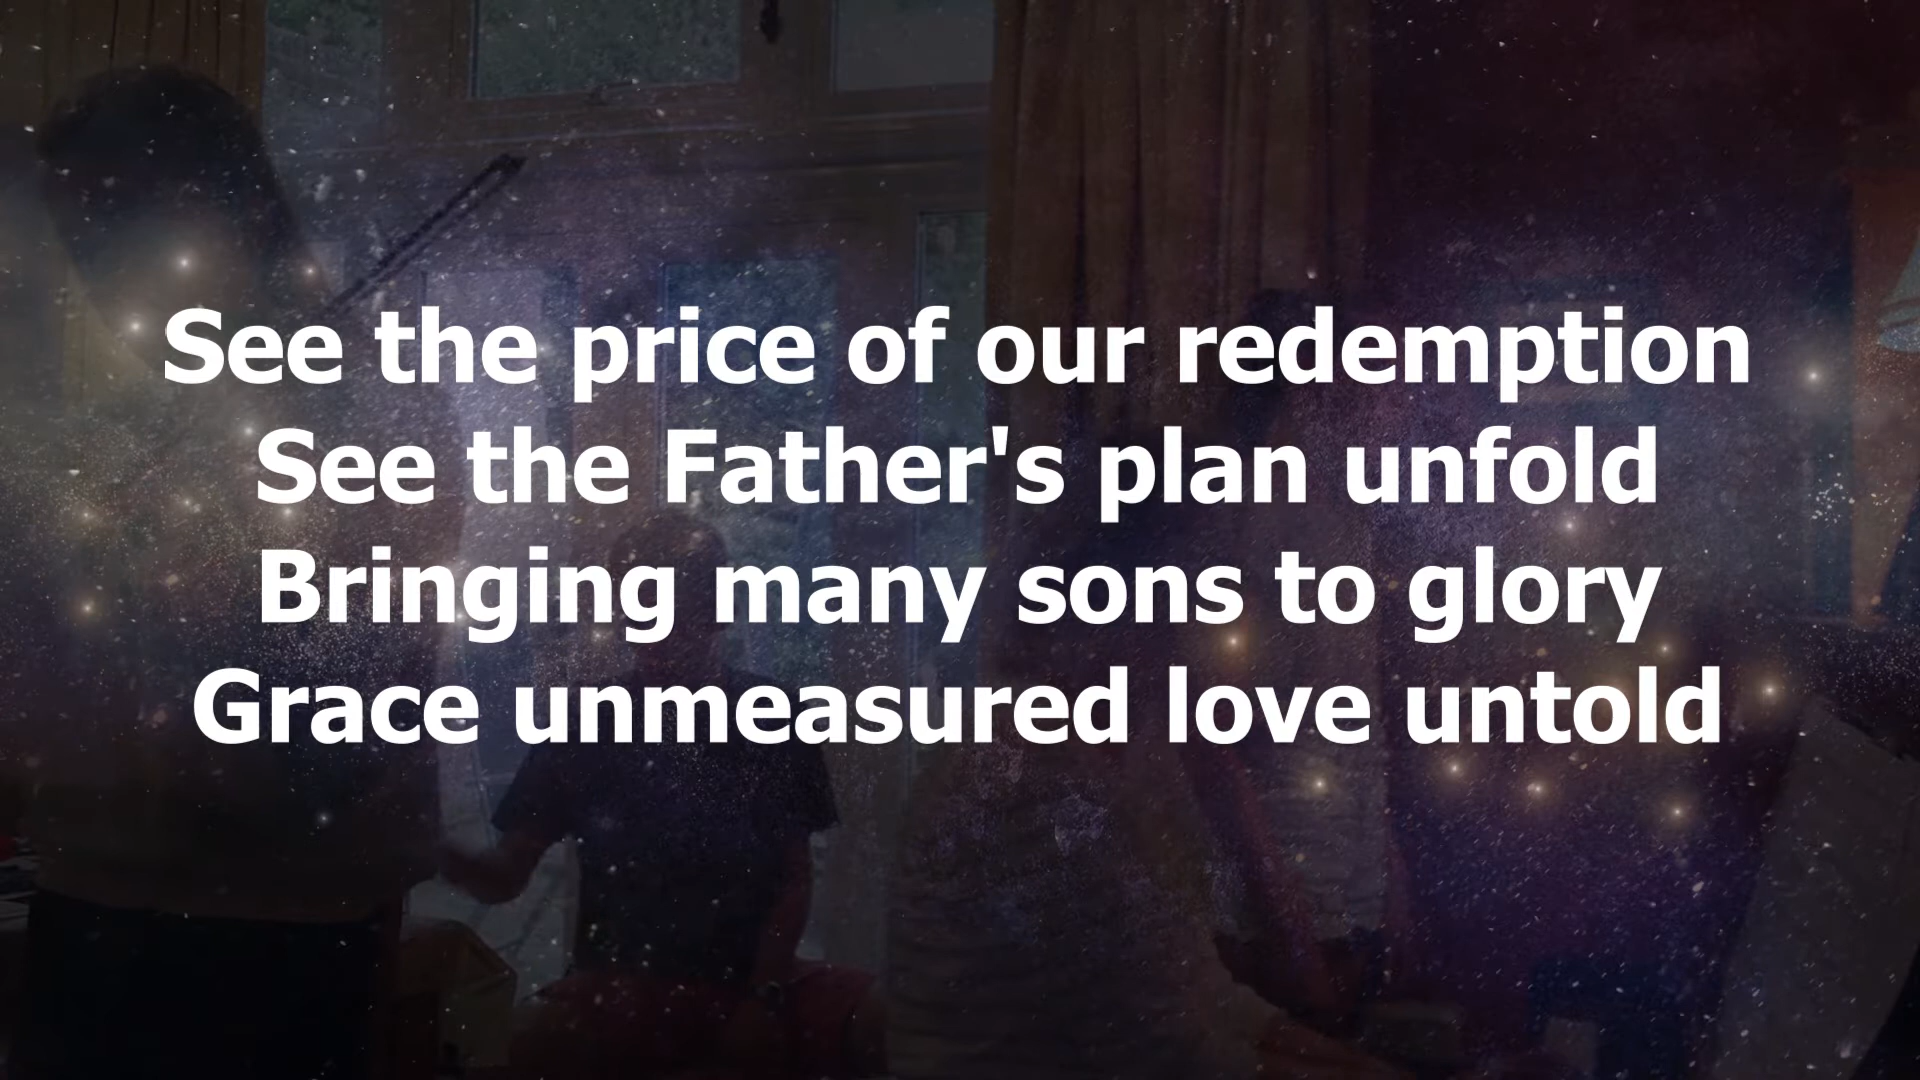 See the price of our redemption
See the Father's plan unfold
Bringing many sons to glory
Grace unmeasured love untold